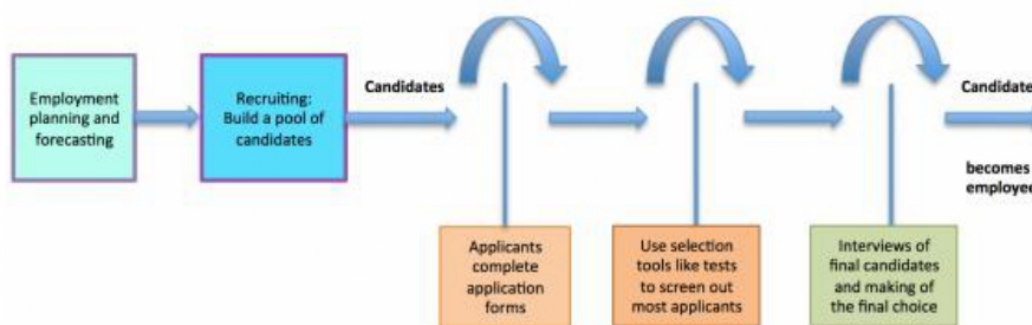 Employment
planning and
forecasting
Recruiting:
Build a pool of
candidates
Candidates
Applicants
complete
application
forms
Use selection
tools like tests
to screen out
most applicants
Interviews of
final candidates
and making of
the final choice
Candidate
becomes
employee